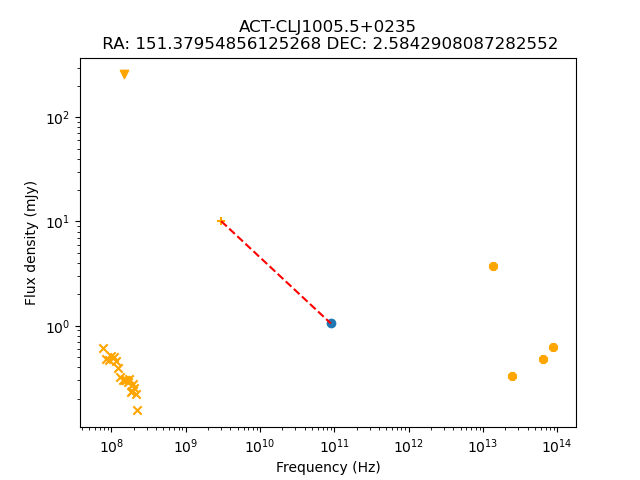 ACT-CLJ1005.5+0235
RA: 151.37954856125268 DEC: 2.5842908087282552
Flux density (mJy)
10²
10¹
10⁰
10⁸ 10⁹ 10¹⁰ 10¹¹ 10¹² 10¹³ 10¹⁴
Frequency (Hz)